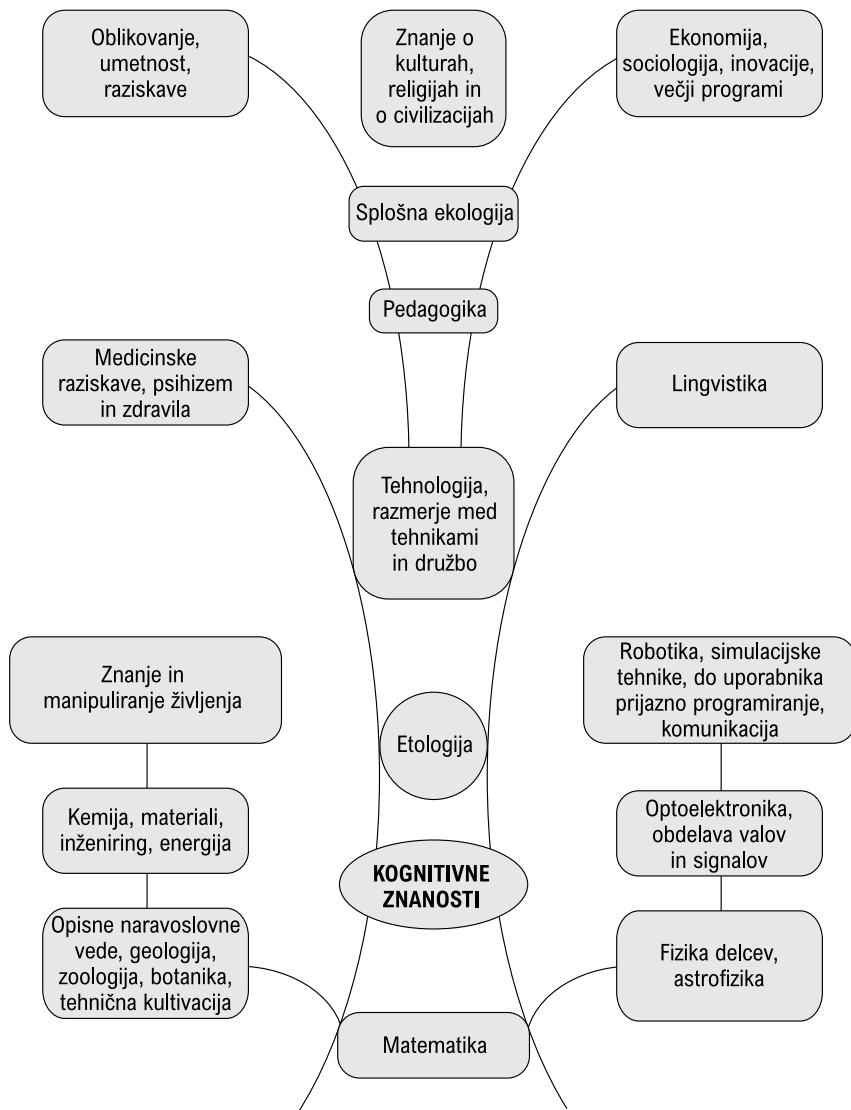 Oblikovanje,
umetnost,
raziskave
Znanje o
kulturah,
religijah in
o civilizacijah
Ekonomija,
sociologija, inovacije,
večji programi
Splošna ekologija
Pedagogika
Medicinske
raziskave, psihizem
in zdravila
Lingvistika
Tehnologija,
razmerje med
tehnikami
in družbo
Znanje in
manipuliranje življenja
Etologija
Robotika, simulacijske
tehnike, do uporabnika
prijazno programiranje,
komunikacija
Kemija, materiali,
inženiring, energija
Optoelektronika,
obdelava valov
in signalov
KOGNITIVNE
ZNANOSTI
Opisne naravoslovne
vede, geologija,
zoologija, botanika,
tehnična kultivacija
Fizika delcev,
astrofizika
Matematika